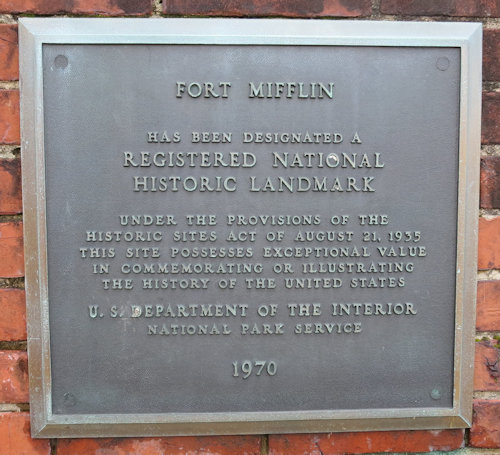 FORT MIFFLIN
HAS BEEN DESIGNATED A
REGISTERED NATIONAL
HISTORIC LANDMARK
UNDER THE PROVISIONS OF THE
HISTORIC SITES ACT OF AUGUST 21, 1935
THIS SITE POSSESSES EXCEPTIONAL VALUE
IN COMMEMORATING OR ILLUSTRATING
THE HISTORY OF THE UNITED STATES
U. S. DEPARTMENT OF THE INTERIOR
NATIONAL PARK SERVICE
1970